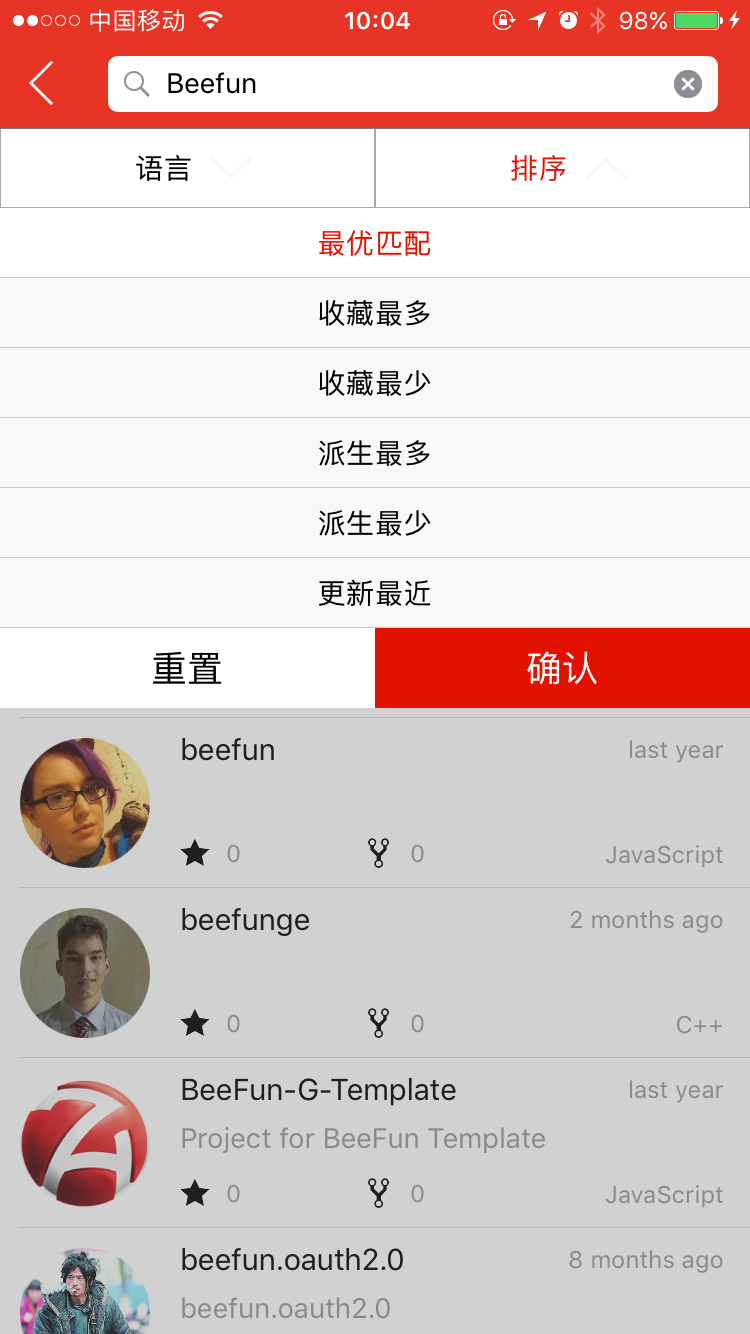 中国移动 10:04 98%
Beefun
语言 排序
最优匹配
收藏最多
收藏最少
派生最多
派生最少
更新最近
重置 确认
beefun last year
0 0 JavaScript
beefunge 2 months ago
0 0 C++
BeeFun-G-Template last year
Project for BeeFun Template
0 0 JavaScript
beefun.oauth2.0 8 months ago
beefun.oauth2.0